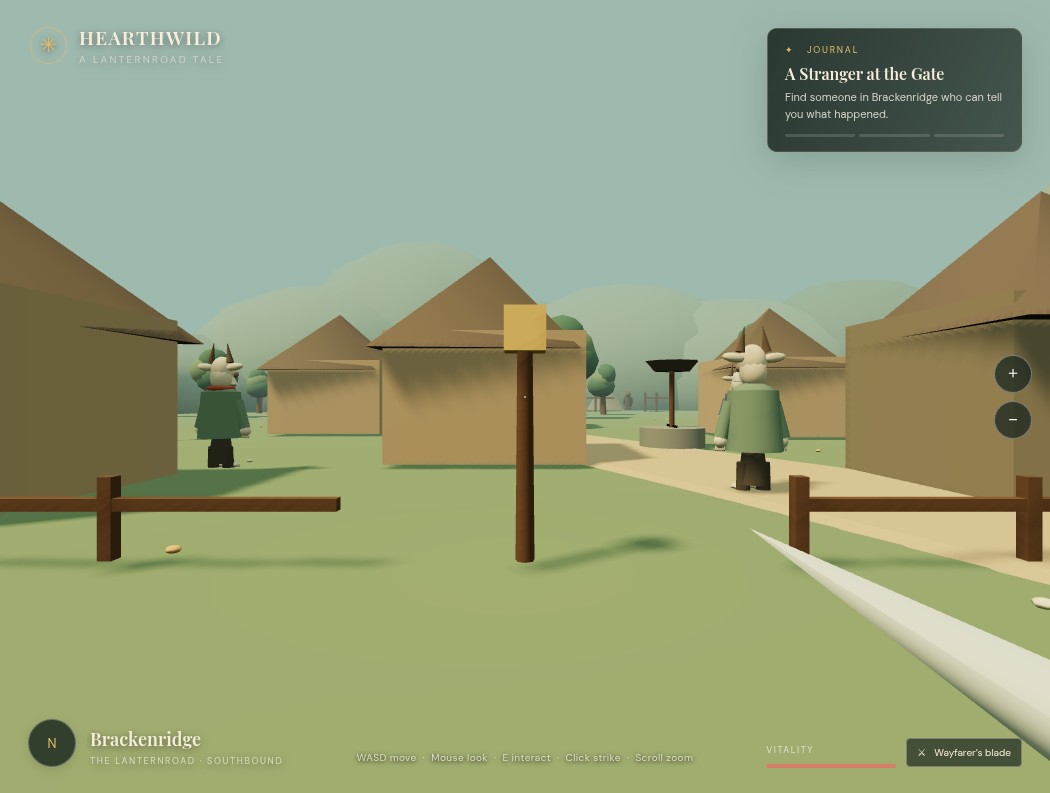 HEARTHWILD
A LANTERNROAD TALE
JOURNAL
A Stranger at the Gate
Find someone in Brackenridge who can tell
you what happened.
+
−
N
Brackenridge
THE LANTERNROAD · SOUTHBOUND
WASD move · Mouse look · E interact · Click strike · Scroll zoom
VITALITY
Wayfarer's blade